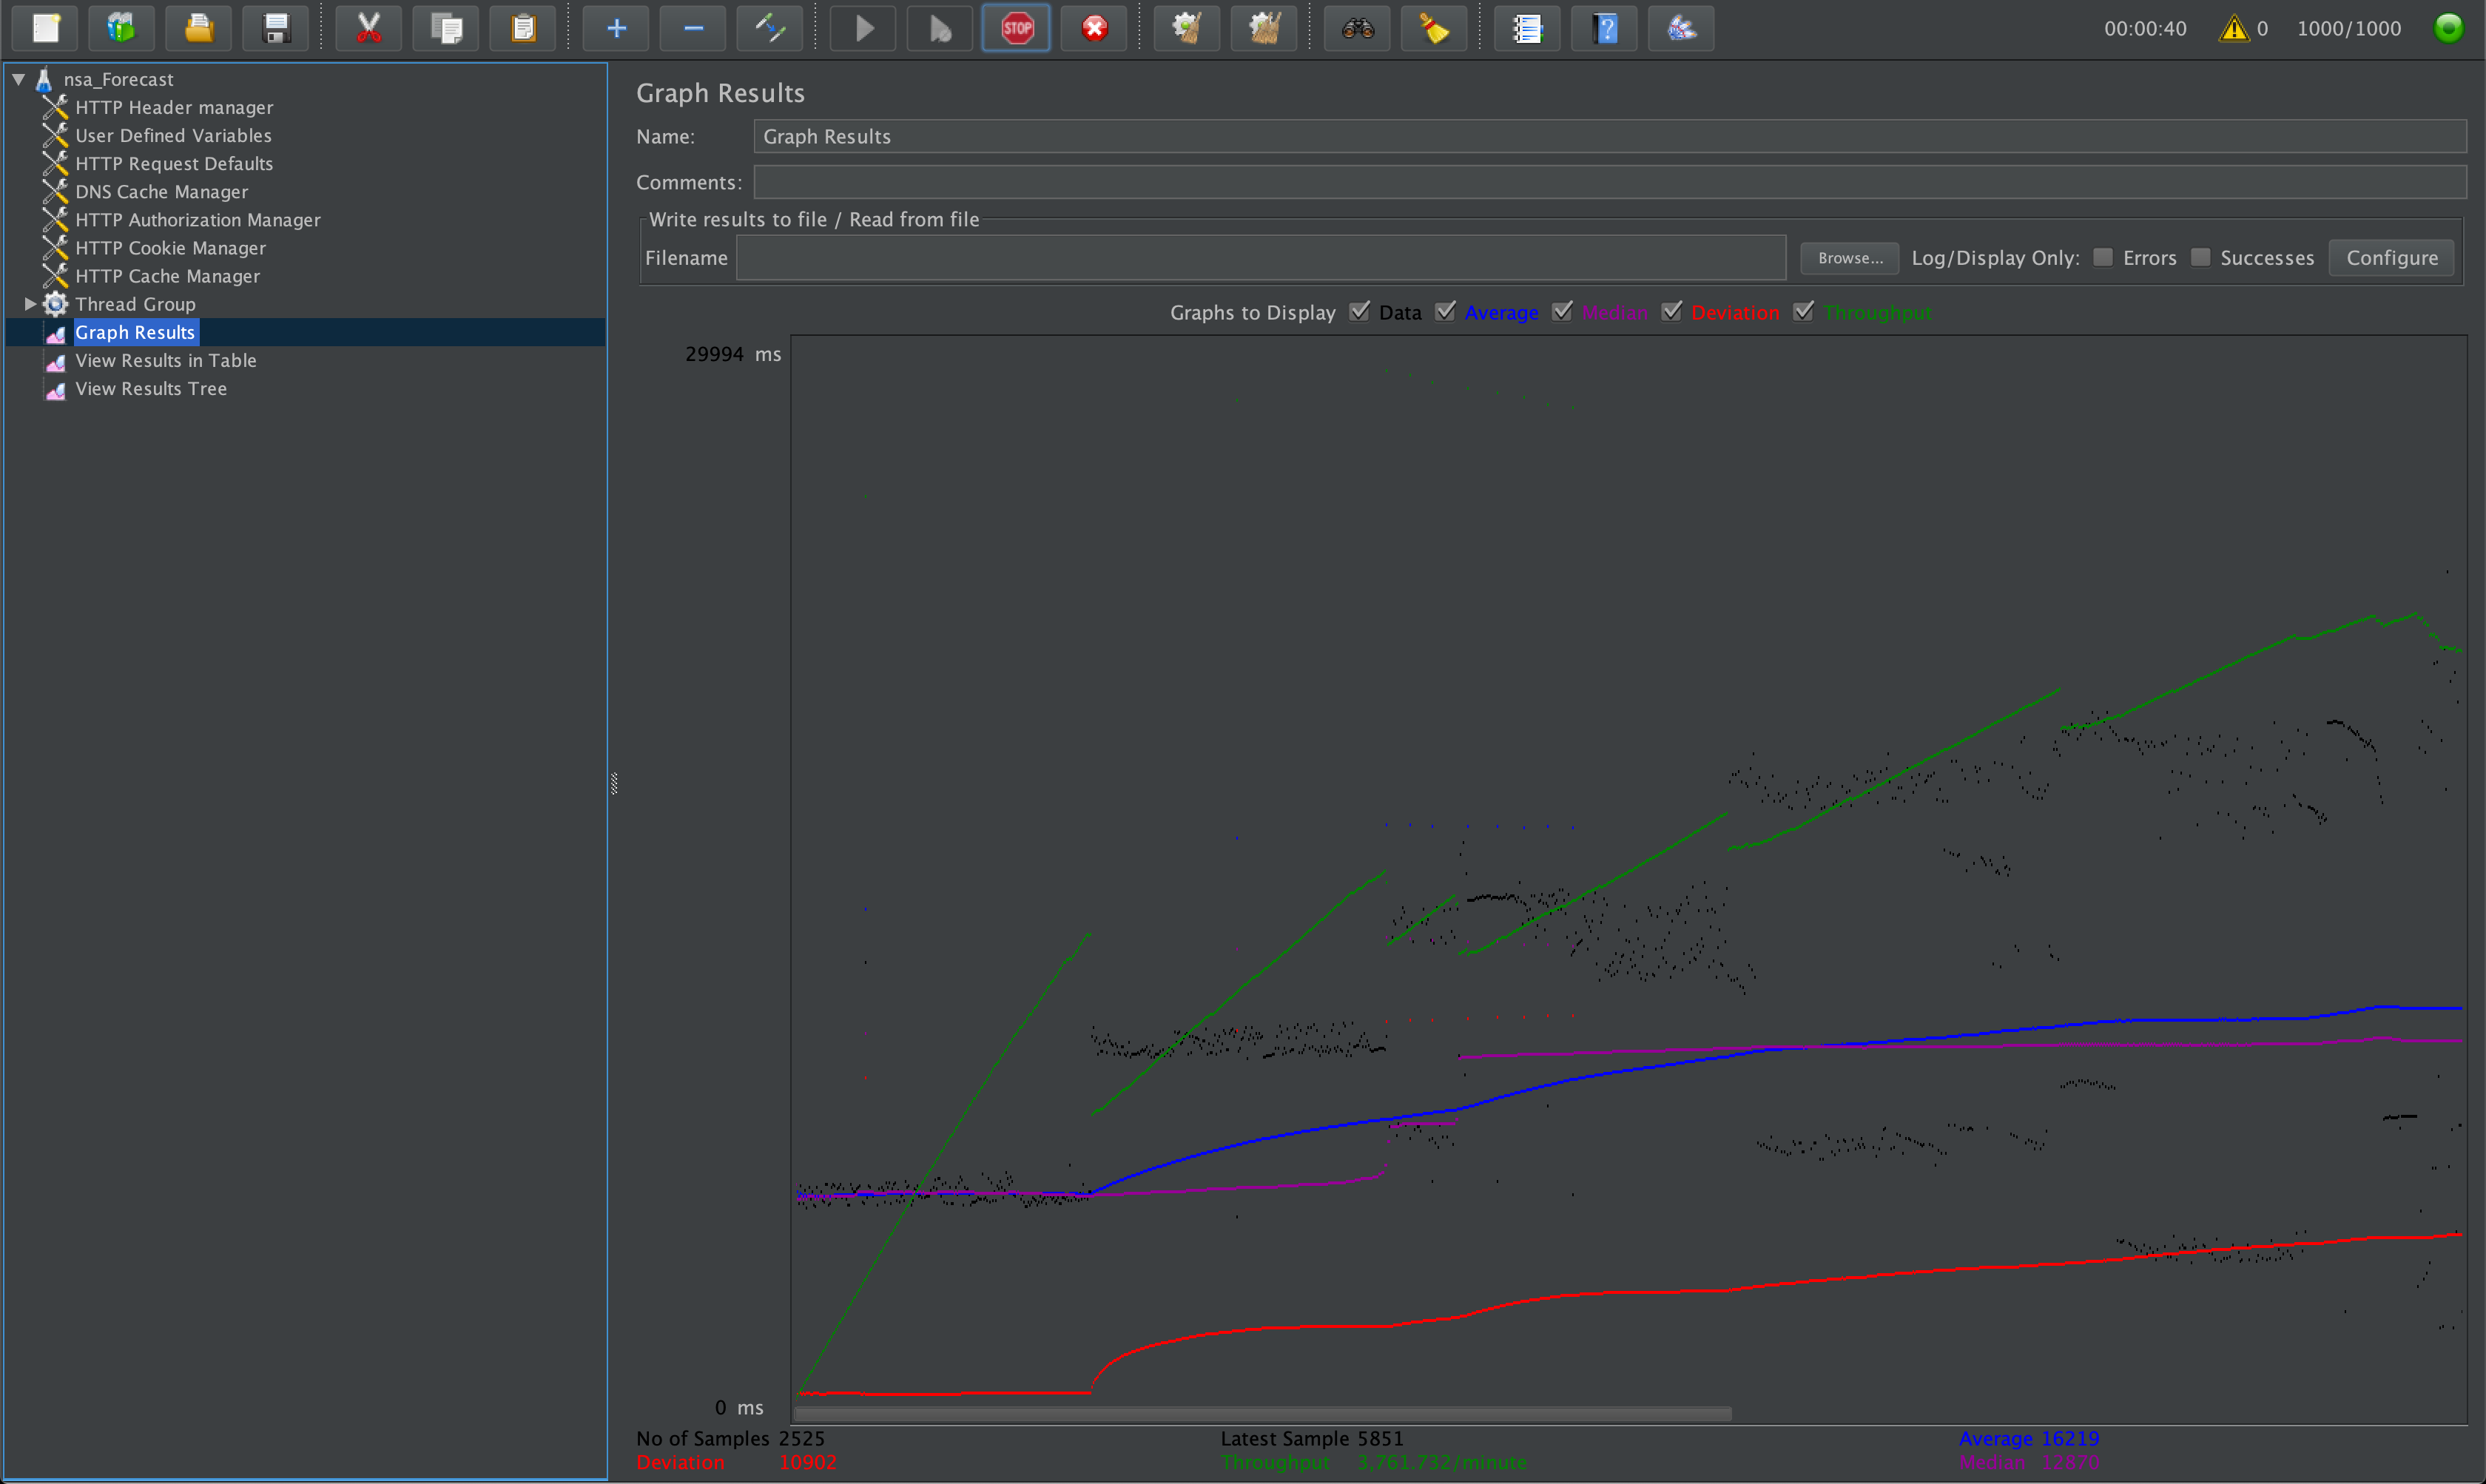 00:00:40 0 1000/1000
STOP
nsa_Forecast
HTTP Header manager
User Defined Variables
HTTP Request Defaults
DNS Cache Manager
HTTP Authorization Manager
HTTP Cookie Manager
HTTP Cache Manager
Thread Group
Graph Results
View Results in Table
View Results Tree
Graph Results
Name: Graph Results
Comments:
Write results to file / Read from file
Filename Browse... Log/Display Only: Errors Successes Configure
Graphs to Display Data Average Median Deviation Throughput
29994 ms
0 ms
No of Samples 2525 Latest Sample 5851 Average 16219
Deviation 10902 Throughput 3,761.732/minute Median 12870